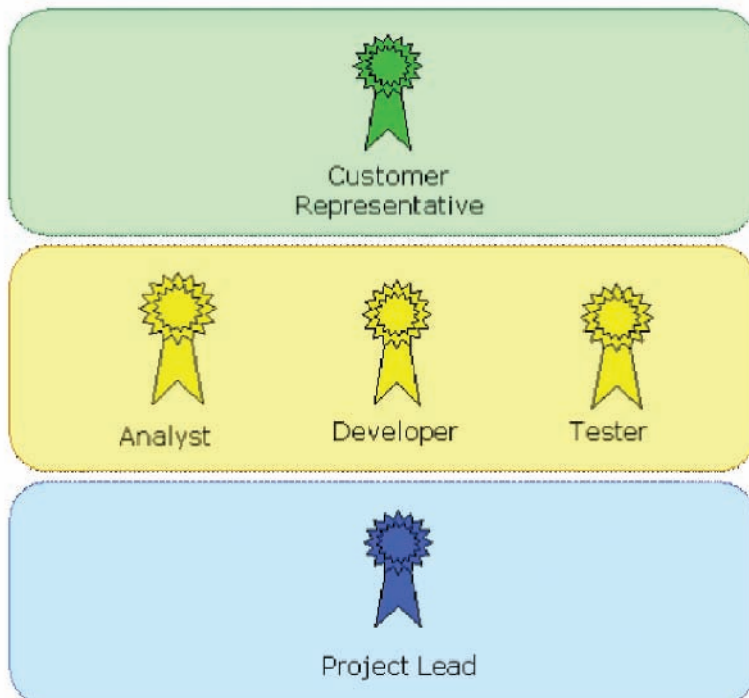 Customer
Representative
Analyst
Developer
Tester
Project Lead